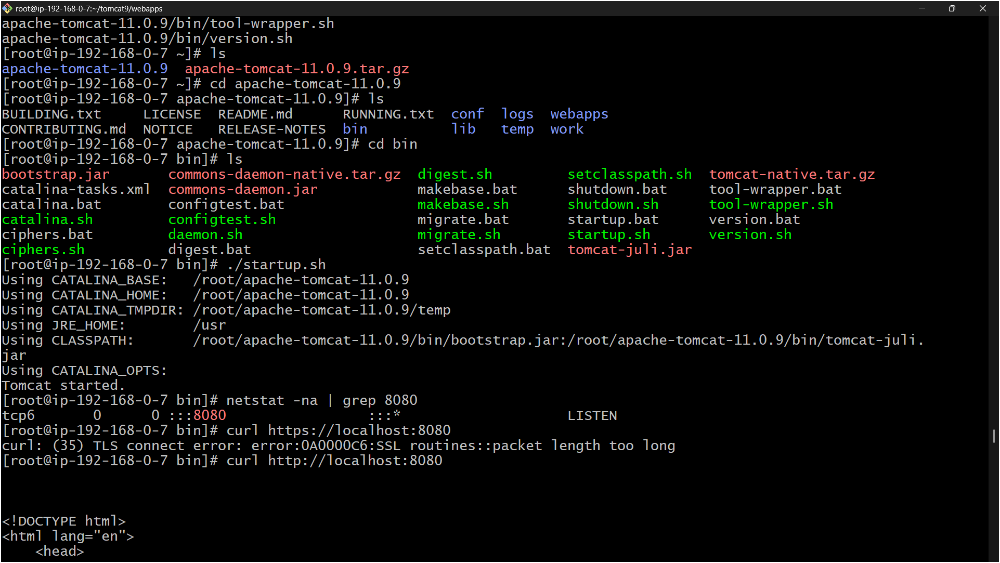 root@ip-192-168-0-7:~/tomcat9/webapps
apache-tomcat-11.0.9/bin/tool-wrapper.sh
apache-tomcat-11.0.9/bin/version.sh
[root@ip-192-168-0-7 ~]# ls
apache-tomcat-11.0.9  apache-tomcat-11.0.9.tar.gz
[root@ip-192-168-0-7 ~]# cd apache-tomcat-11.0.9
[root@ip-192-168-0-7 apache-tomcat-11.0.9]# ls
BUILDING.txt     LICENSE  README.md      RUNNING.txt  conf  logs  webapps
CONTRIBUTING.md  NOTICE   RELEASE-NOTES  bin          lib   temp  work
[root@ip-192-168-0-7 apache-tomcat-11.0.9]# cd bin
[root@ip-192-168-0-7 bin]# ls
bootstrap.jar       commons-daemon-native.tar.gz  digest.sh         setclasspath.sh  tomcat-native.tar.gz
catalina-tasks.xml  commons-daemon.jar            makebase.bat      shutdown.bat     tool-wrapper.bat
catalina.bat        configtest.bat                makebase.sh       shutdown.sh      tool-wrapper.sh
catalina.sh         configtest.sh                 migrate.bat       startup.bat      version.bat
ciphers.bat         daemon.sh                     migrate.sh        startup.sh       version.sh
ciphers.sh          digest.bat                    setclasspath.bat  tomcat-juli.jar
[root@ip-192-168-0-7 bin]# ./startup.sh
Using CATALINA_BASE:   /root/apache-tomcat-11.0.9
Using CATALINA_HOME:   /root/apache-tomcat-11.0.9
Using CATALINA_TMPDIR: /root/apache-tomcat-11.0.9/temp
Using JRE_HOME:        /usr
Using CLASSPATH:       /root/apache-tomcat-11.0.9/bin/bootstrap.jar:/root/apache-tomcat-11.0.9/bin/tomcat-juli.
jar
Using CATALINA_OPTS:
Tomcat started.
[root@ip-192-168-0-7 bin]# netstat -na | grep 8080
tcp6       0      0 :::8080                 :::*                    LISTEN
[root@ip-192-168-0-7 bin]# curl https://localhost:8080
curl: (35) TLS connect error: error:0A0000C6:SSL routines::packet length too long
[root@ip-192-168-0-7 bin]# curl http://localhost:8080
<!DOCTYPE html>
<html lang="en">
    <head>